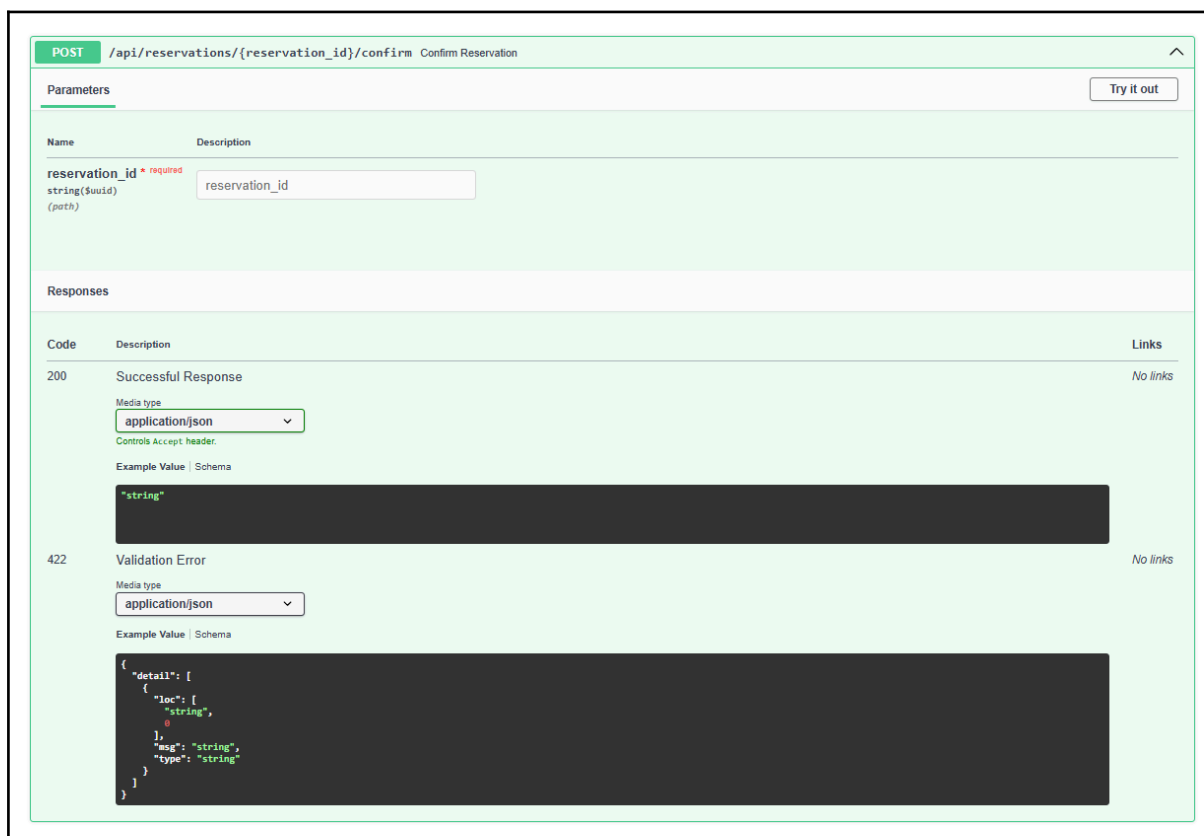 POST /api/reservations/{reservation_id}/confirm Confirm Reservation
Parameters
Try it out
Name Description
reservation_id * required
string($uuid)
(path)
reservation_id
Responses
Code Description Links
200 Successful Response No links
Media type
application/json
Controls Accept header.
Example Value | Schema
"string"
422 Validation Error No links
Media type
application/json
Example Value | Schema
{
  "detail": [
    {
      "loc": [
        "string",
        0
      ],
      "msg": "string",
      "type": "string"
    }
  ]
}